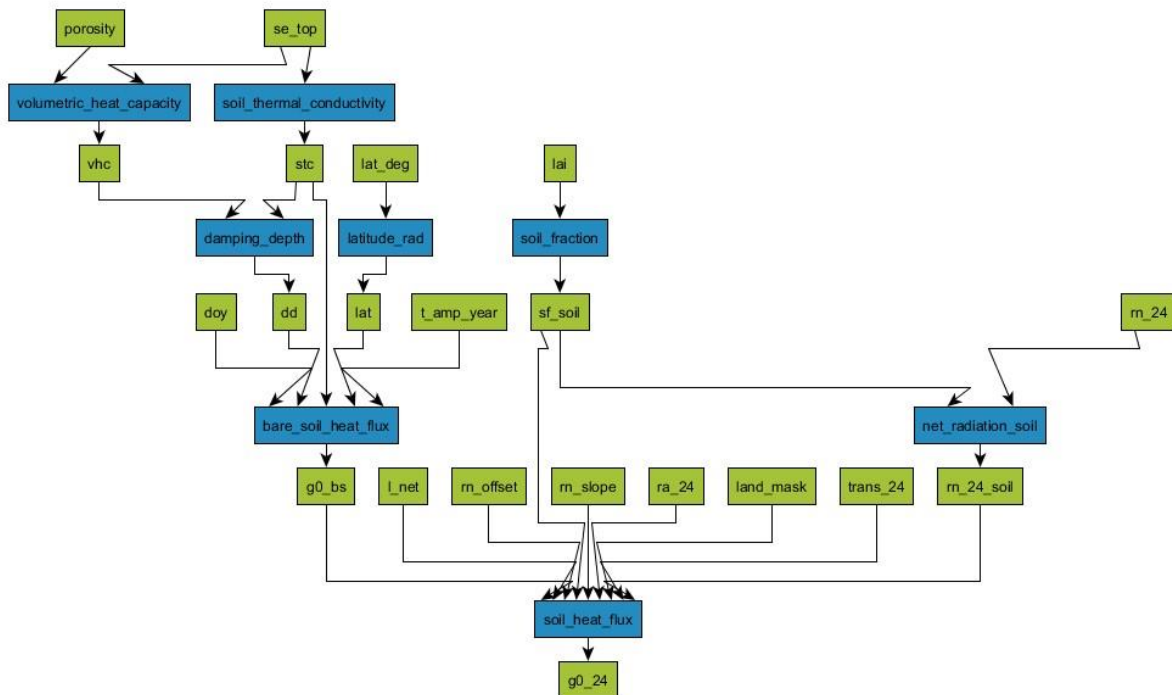 porosity
se_top
volumetric_heat_capacity
soil_thermal_conductivity
vhc
stc
lat_deg
lai
damping_depth
latitude_rad
soil_fraction
doy
dd
lat
t_amp_year
sf_soil
rn_24
bare_soil_heat_flux
net_radiation_soil
g0_bs
l_net
rn_offset
rn_slope
ra_24
land_mask
trans_24
rn_24_soil
soil_heat_flux
g0_24